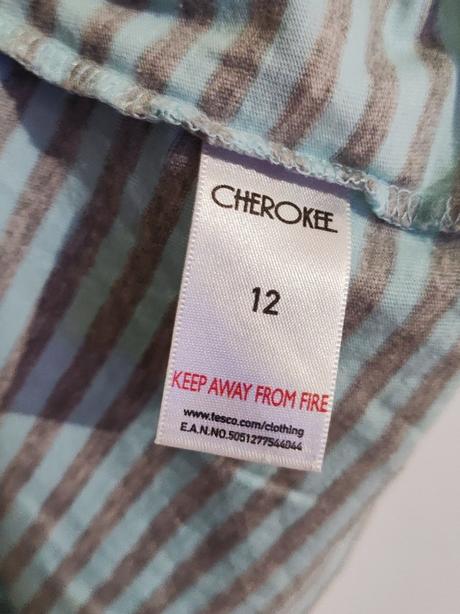 CHEROKEE
12
KEEP AWAY FROM FIRE
www.tesco.com/clothing
E.A.N.NO.5051277544044